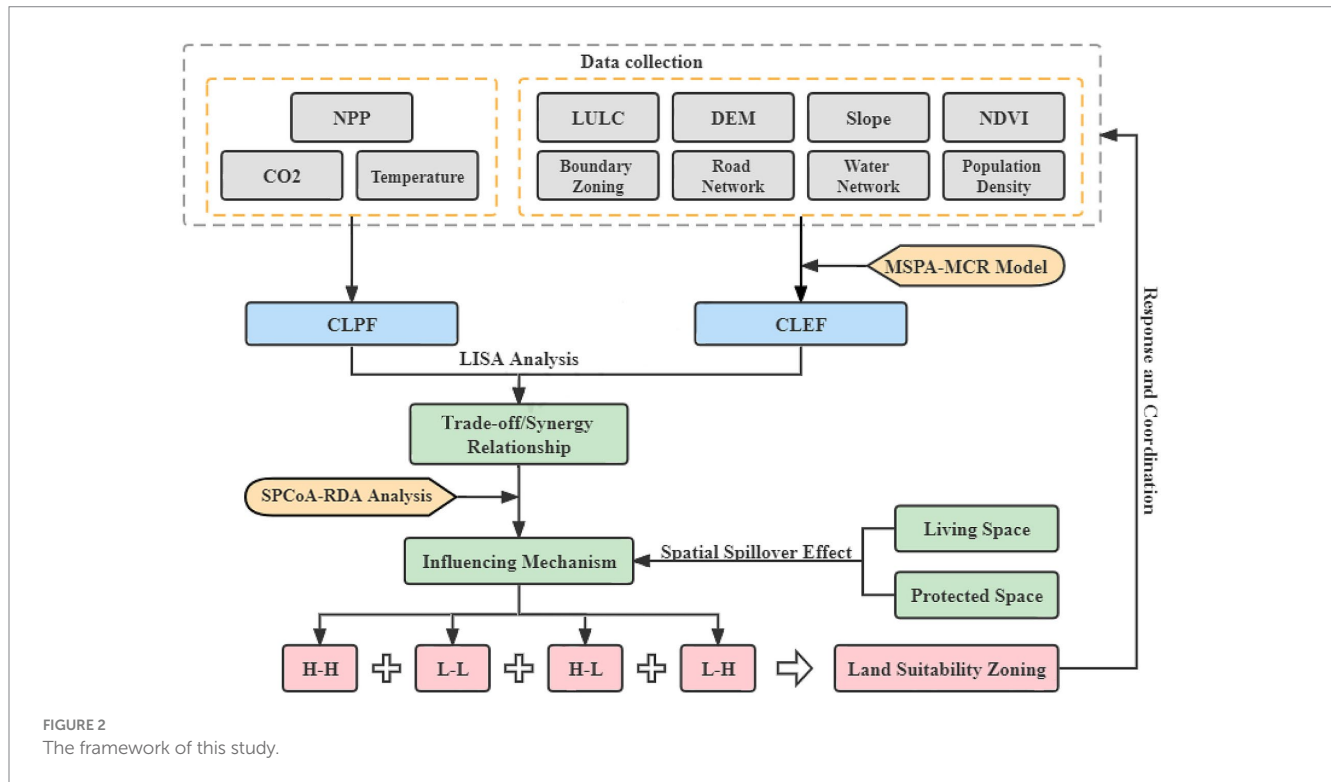 Data collection
NPP
CO2
Temperature
LULC
DEM
Slope
NDVI
Boundary
Zoning
Road
Network
Water
Network
Population
Density
MSPA-MCR Model
CLPF
CLEF
LISA Analysis
Trade-off/Synergy
Relationship
SPCoA-RDA Analysis
Influencing Mechanism
Spatial Spillover Effect
Living Space
Protected Space
H-H
L-L
H-L
L-H
Land Suitability Zoning
Response and Coordination
FIGURE 2
The framework of this study.